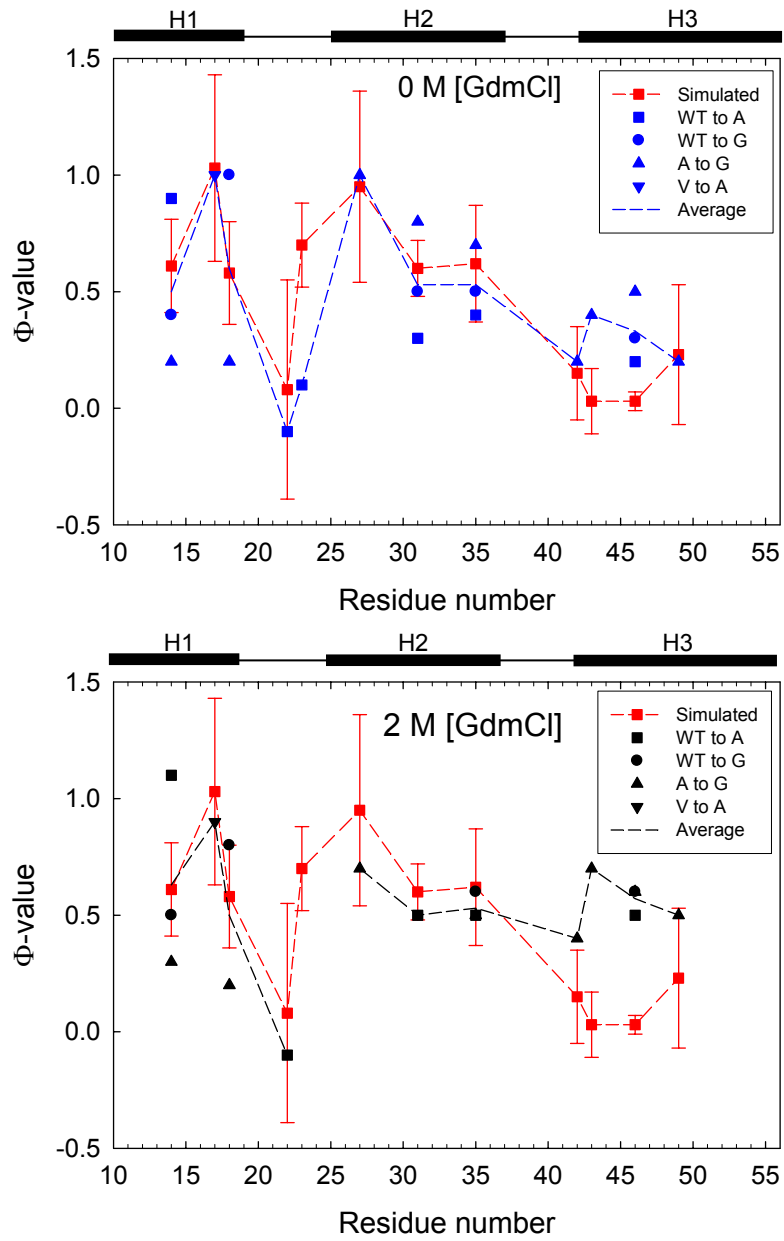 H1 H2 H3
1.5
1.0
0.5
0.0
-0.5
Φ-value
0 M [GdmCl]
Simulated
WT to A
WT to G
A to G
V to A
Average
10 15 20 25 30 35 40 45 50 55
Residue number
H1 H2 H3
1.5
1.0
0.5
0.0
-0.5
Φ-value
2 M [GdmCl]
Simulated
WT to A
WT to G
A to G
V to A
Average
10 15 20 25 30 35 40 45 50 55
Residue number